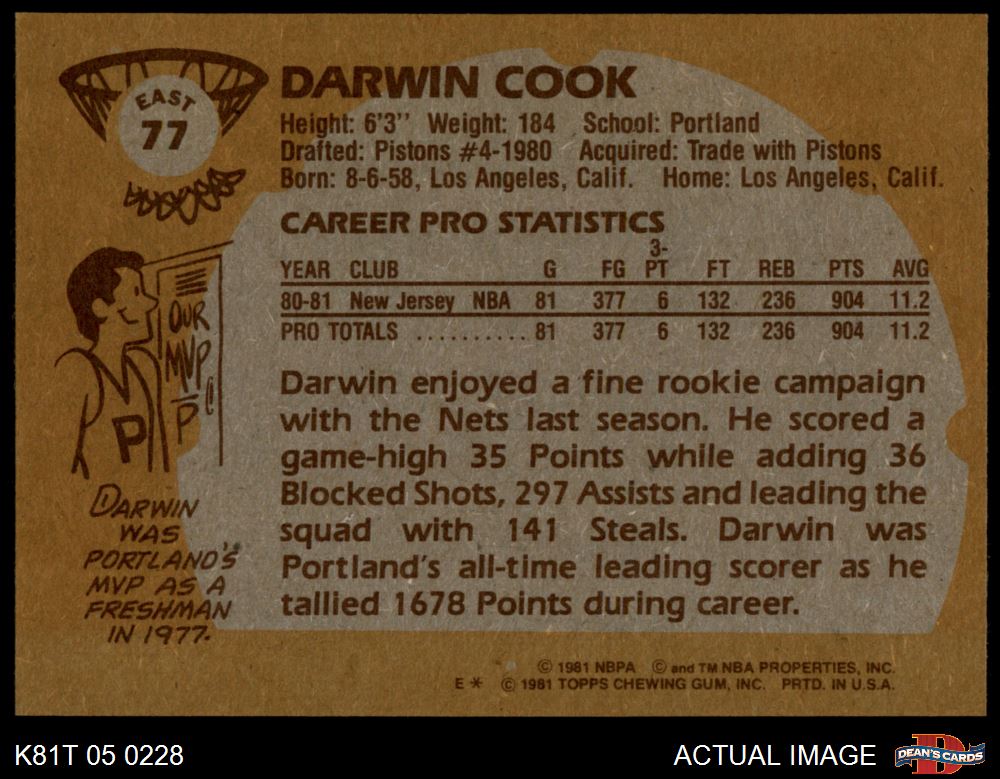 EAST
77
DARWIN COOK
Height: 6'3'' Weight: 184 School: Portland
Drafted: Pistons #4-1980 Acquired: Trade with Pistons
Born: 8-6-58, Los Angeles, Calif. Home: Los Angeles, Calif.
CAREER PRO STATISTICS
YEAR CLUB G FG 3-PT FT REB PTS AVG
80-81 New Jersey NBA 81 377 6 132 236 904 11.2
PRO TOTALS .......... 81 377 6 132 236 904 11.2
Darwin enjoyed a fine rookie campaign
with the Nets last season. He scored a
game-high 35 Points while adding 36
Blocked Shots, 297 Assists and leading the
squad with 141 Steals. Darwin was
Portland's all-time leading scorer as he
tallied 1678 Points during career.
OUR
MVP
P
P
DARWIN
WAS
PORTLAND'S
MVP AS A
FRESHMAN
IN 1977.
© 1981 NBPA © and TM NBA PROPERTIES, INC.
E * © 1981 TOPPS CHEWING GUM, INC. PRTD. IN U.S.A.
K81T 05 0228 ACTUAL IMAGE DEAN'S CARDS